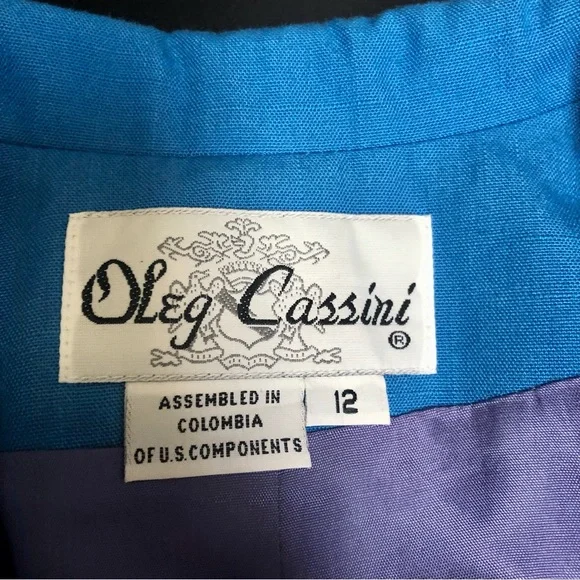 Oleg Cassini ®
ASSEMBLED IN
COLOMBIA
OF U.S. COMPONENTS
12